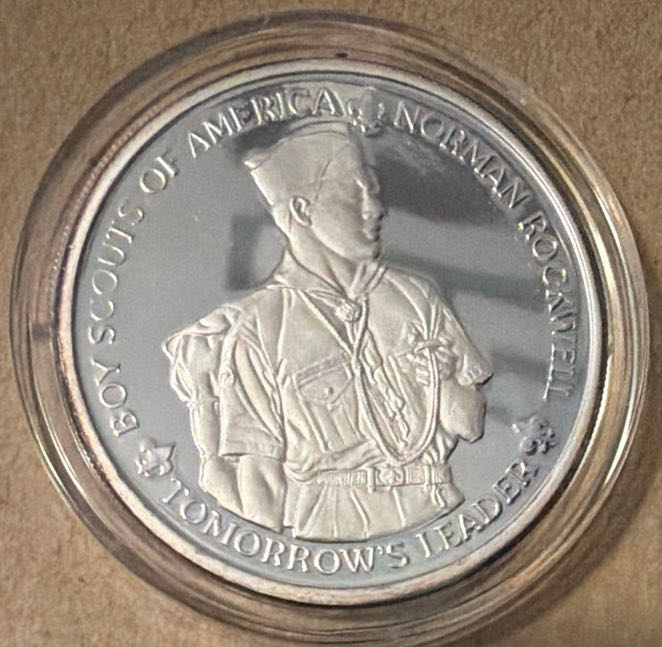 BOY SCOUTS OF AMERICA
NORMAN ROCKWELL
TOMORROW'S LEADER